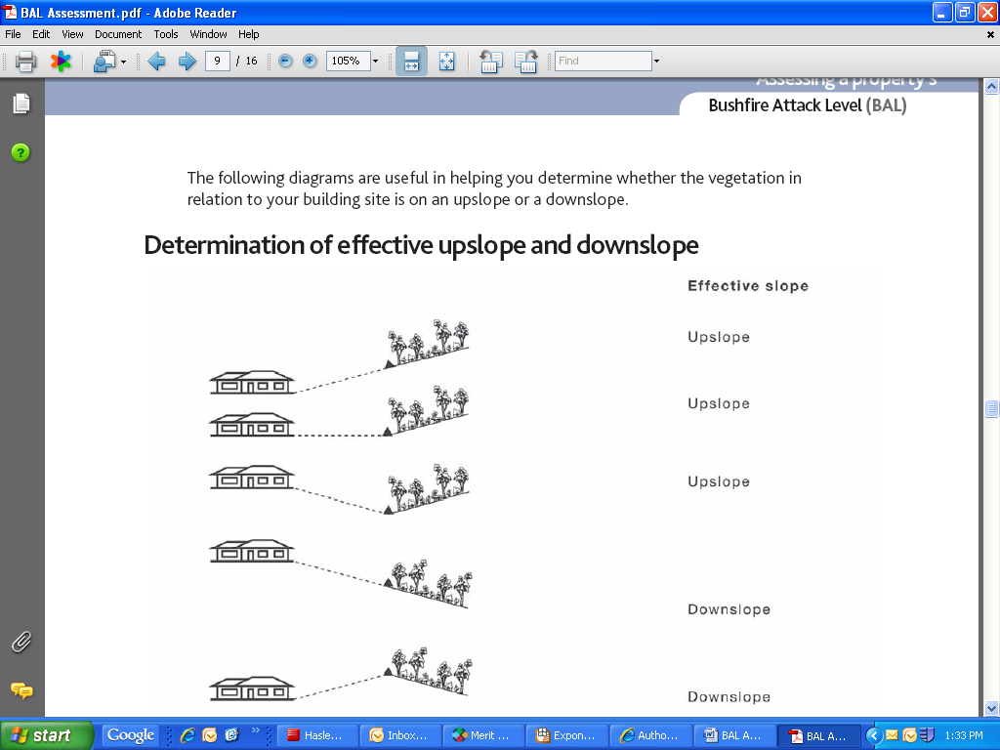 BAL Assessment.pdf - Adobe Reader
File Edit View Document Tools Window Help
9 / 16 105% Find
Assessing a property's
Bushfire Attack Level (BAL)
The following diagrams are useful in helping you determine whether the vegetation in
relation to your building site is on an upslope or a downslope.
Determination of effective upslope and downslope
Effective slope
Upslope
Upslope
Upslope
Downslope
Downslope
start Google » Hasle... Inbox... Merit ... Expon... Autho... BAL A... BAL A... 1:33 PM